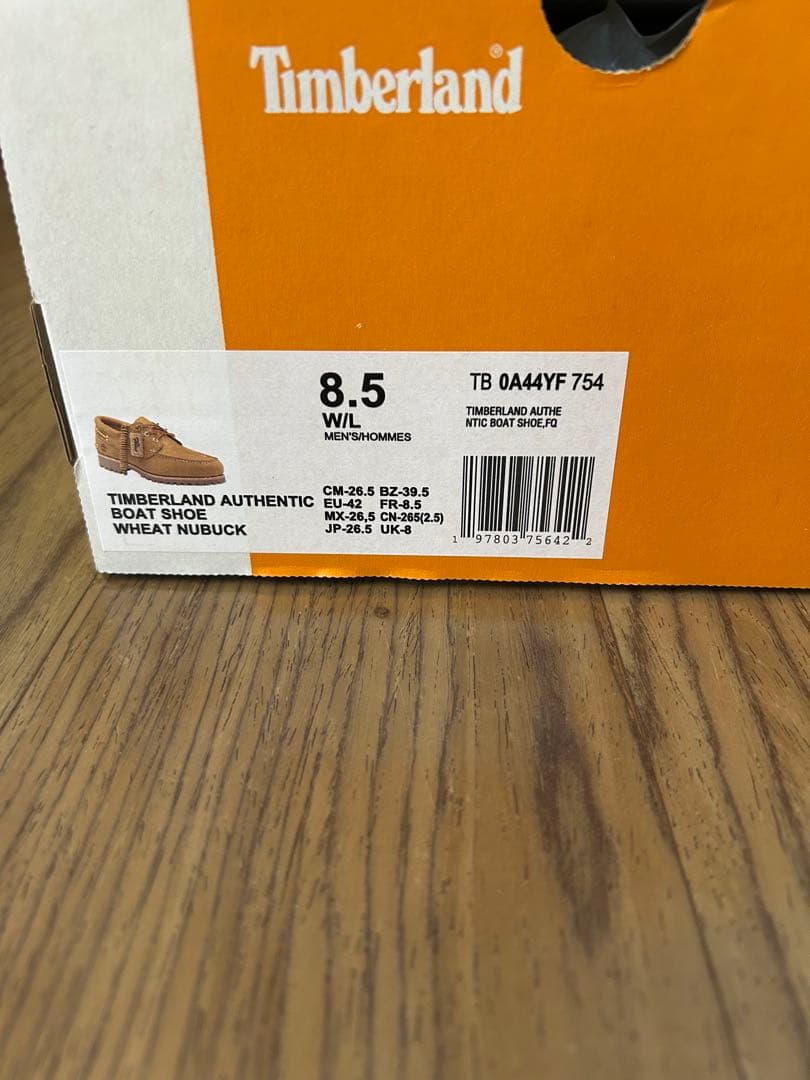 Timberland®
8.5
W/L
MEN'S/HOMMES
TB 0A44YF 754
TIMBERLAND AUTHE
NTIC BOAT SHOE,FQ
TIMBERLAND AUTHENTIC
BOAT SHOE
WHEAT NUBUCK
CM-26.5 BZ-39.5
EU-42 FR-8.5
MX-26,5 CN-265(2.5)
JP-26.5 UK-8
1 97803 75642 2